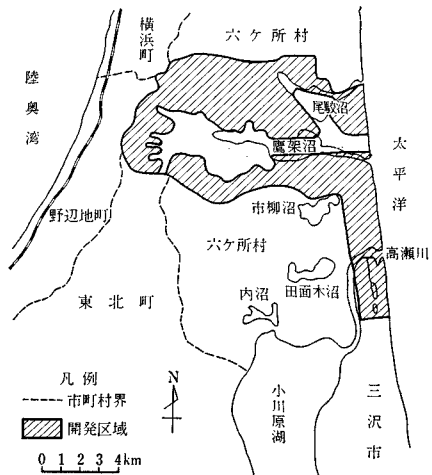 六ケ所村
横浜町
陸奥湾
尾駮沼
鷹架沼
太平洋
市柳沼
野辺地町
六ケ所村
高瀬川
東北町
田面木沼
内沼
凡例
市町村界
開発区域
N
小川原湖
三沢市
0 1 2 3 4km